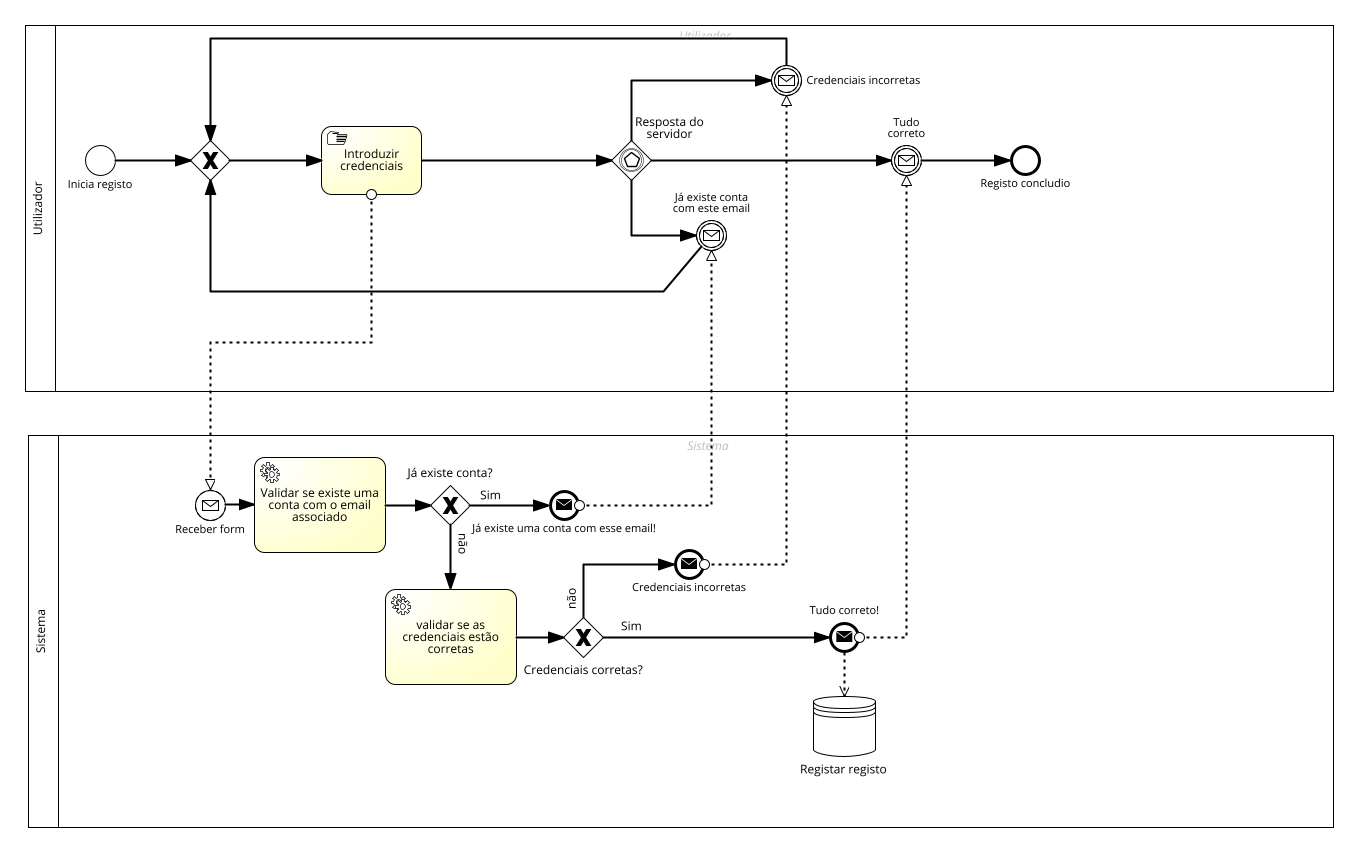 Utilizador
Utilizador
Credenciais incorretas
Resposta do
servidor
Tudo
correto
Introduzir
credenciais
Inicia registo
Registo concludio
Já existe conta
com este email
Sistema
Sistema
Já existe conta?
Sim
Validar se existe uma
conta com o email
associado
Receber form
Já existe uma conta com esse email!
não
Credenciais incorretas
não
validar se as
credenciais estão
corretas
Sim
Credenciais corretas?
Tudo correto!
Registar registo